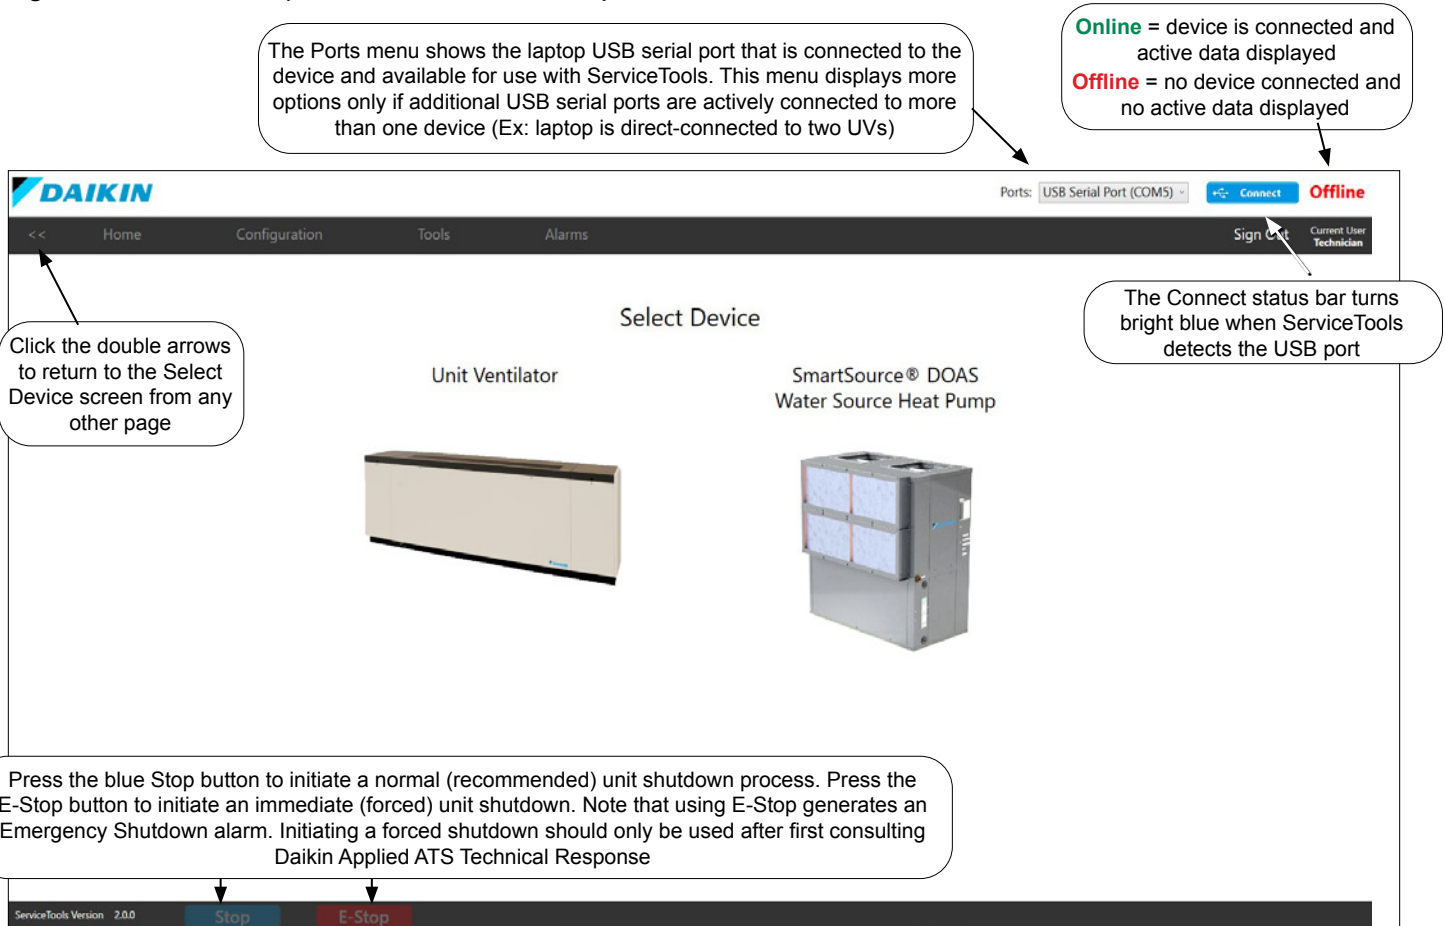 Online = device is connected and
active data displayed
Offline = no device connected and
no active data displayed
The Ports menu shows the laptop USB serial port that is connected to the
device and available for use with ServiceTools. This menu displays more
options only if additional USB serial ports are actively connected to more
than one device (Ex: laptop is direct-connected to two UVs)
DAIKIN
Ports: USB Serial Port (COM5) Connect Offline
<< Home Configuration Tools Alarms Sign Out Current User
Technician
The Connect status bar turns
bright blue when ServiceTools
detects the USB port
Select Device
Click the double arrows
to return to the Select
Device screen from any
other page
Unit Ventilator
SmartSource® DOAS
Water Source Heat Pump
Press the blue Stop button to initiate a normal (recommended) unit shutdown process. Press the
E-Stop button to initiate an immediate (forced) unit shutdown. Note that using E-Stop generates an
Emergency Shutdown alarm. Initiating a forced shutdown should only be used after first consulting
Daikin Applied ATS Technical Response
ServiceTools Version 2.0.0 Stop E-Stop